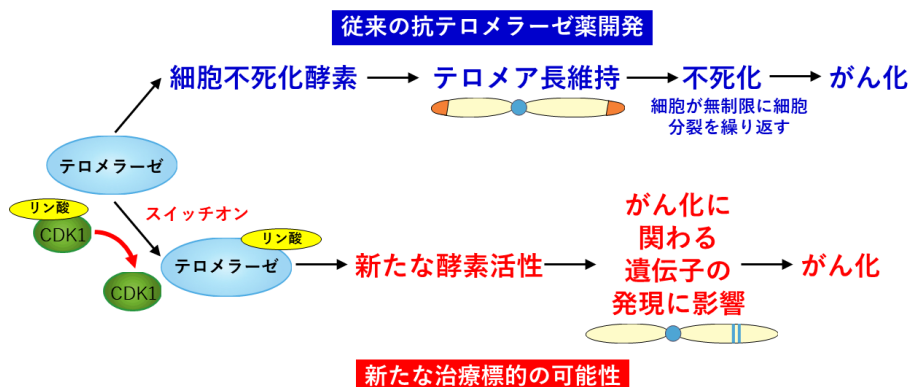 従来の抗テロメラーゼ薬開発
細胞不死化酵素
テロメア長維持
不死化
がん化
細胞が無制限に細胞
分裂を繰り返す
テロメラーゼ
リン酸
CDK1
スイッチオン
CDK1
リン酸
テロメラーゼ
新たな酵素活性
がん化に
関わる
遺伝子の
発現に影響
がん化
新たな治療標的の可能性